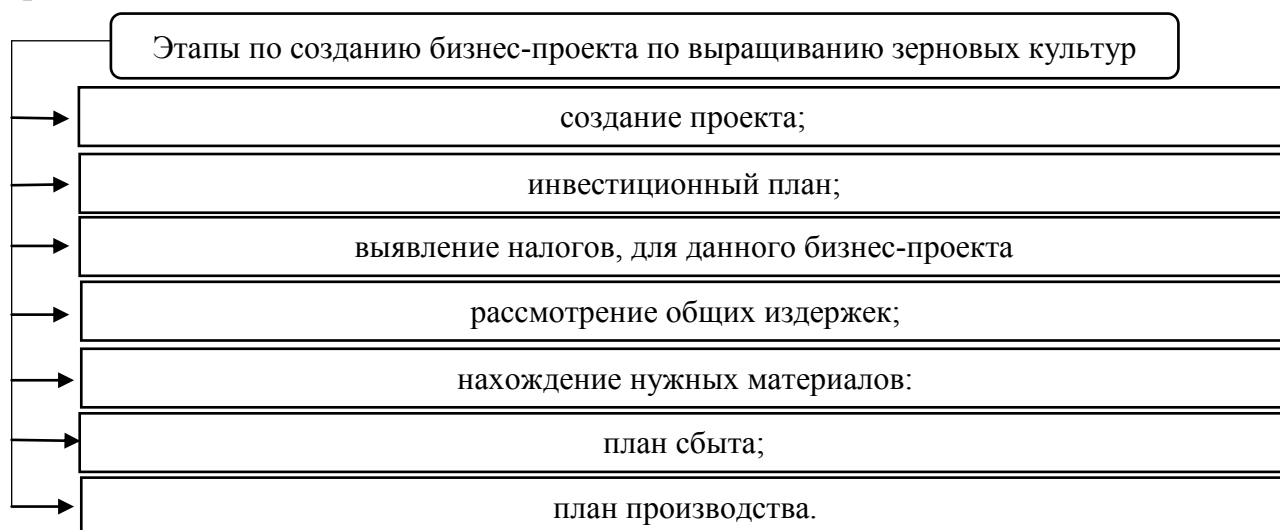 Этапы по созданию бизнес-проекта по выращиванию зерновых культур
создание проекта;
инвестиционный план;
выявление налогов, для данного бизнес-проекта
рассмотрение общих издержек;
нахождение нужных материалов:
план сбыта;
план производства.